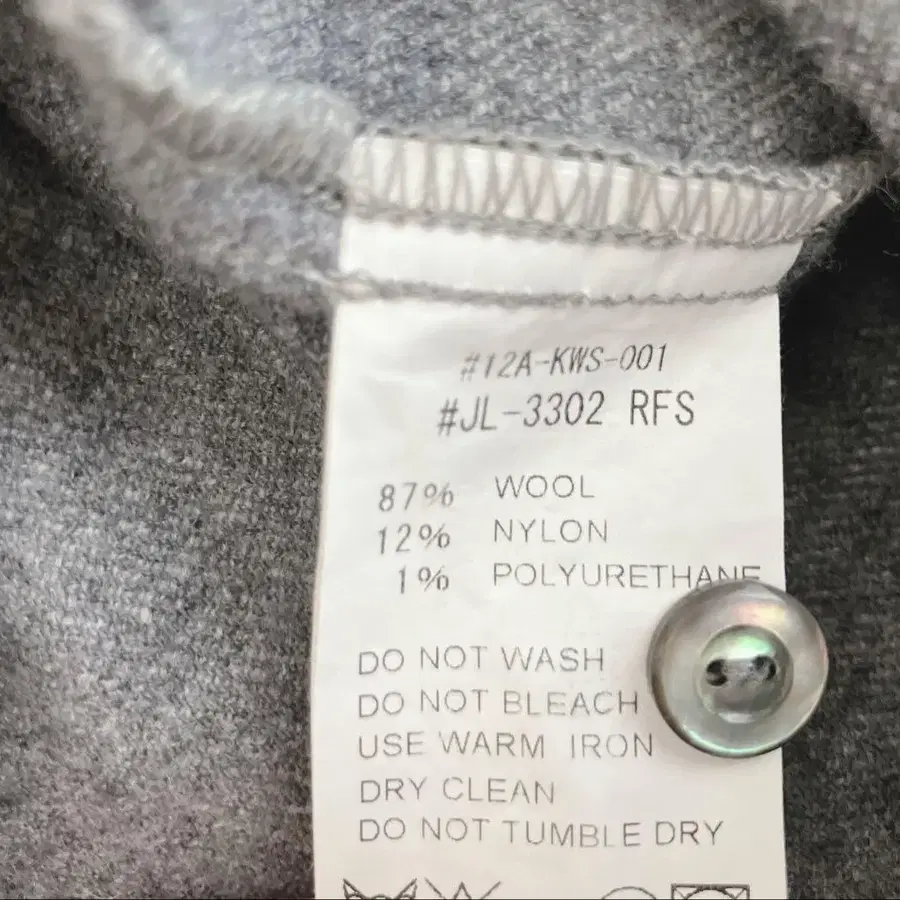 #12A-KWS-001
#JL-3302 RFS
87% WOOL
12% NYLON
1% POLYURETHANE
DO NOT WASH
DO NOT BLEACH
USE WARM IRON
DRY CLEAN
DO NOT TUMBLE DRY